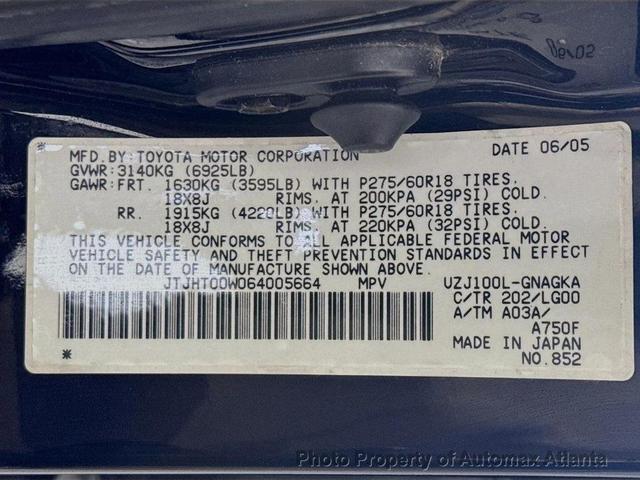 MFD.BY:TOYOTA MOTOR CORPORATION DATE 06/05
GVWR:3140KG (6925LB)
GAWR:FRT. 1630KG (3595LB) WITH P275/60R18 TIRES.
18X8J RIMS. AT 200KPA (29PSI) COLD.
RR. 1915KG (4220LB) WITH P275/60R18 TIRES.
18X8J RIMS. AT 220KPA (32PSI) COLD.
THIS VEHICLE CONFORMS TO ALL APPLICABLE FEDERAL MOTOR
VEHICLE SAFETY AND THEFT PREVENTION STANDARDS IN EFFECT
ON THE DATE OF MANUFACTURE SHOWN ABOVE.
JTJHT00W064005664 MPV UZJ100L-GNAGKA
C/TR 202/LG00
A/TM A03A/
A750F
MADE IN JAPAN
NO.852
Photo Property of Automax Atlanta